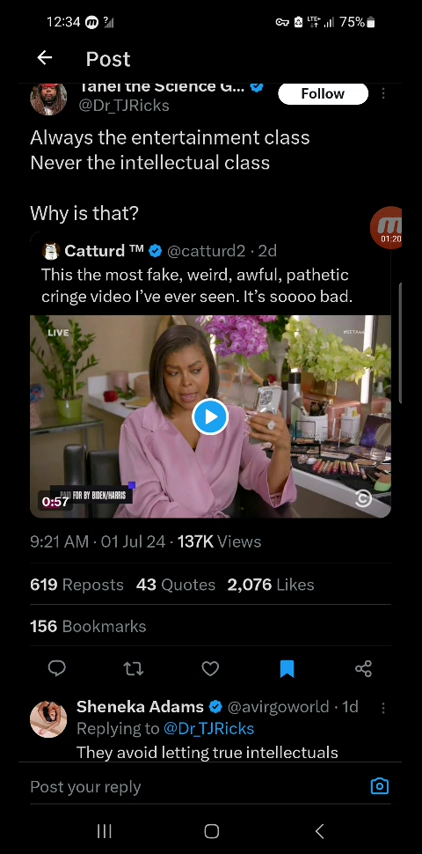 12:34
LTE+ 75%
Post
Tanel the Science G...
@Dr_TJRicks
Follow
Always the entertainment class
Never the intellectual class
Why is that?
01:20
Catturd ™ @catturd2 · 2d
This the most fake, weird, awful, pathetic
cringe video I've ever seen. It's soooo bad.
LIVE
FOR BY BIDEN/HARRIS
0:57
9:21 AM · 01 Jul 24 · 137K Views
619 Reposts 43 Quotes 2,076 Likes
156 Bookmarks
Sheneka Adams @avirgoworld · 1d
Replying to @Dr_TJRicks
They avoid letting true intellectuals
Post your reply